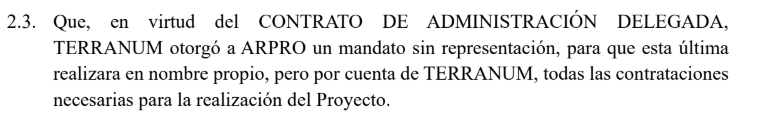 2.3. Que, en virtud del CONTRATO DE ADMINISTRACIÓN DELEGADA,
TERRANUM otorgó a ARPRO un mandato sin representación, para que esta última
realizara en nombre propio, pero por cuenta de TERRANUM, todas las contrataciones
necesarias para la realización del Proyecto.